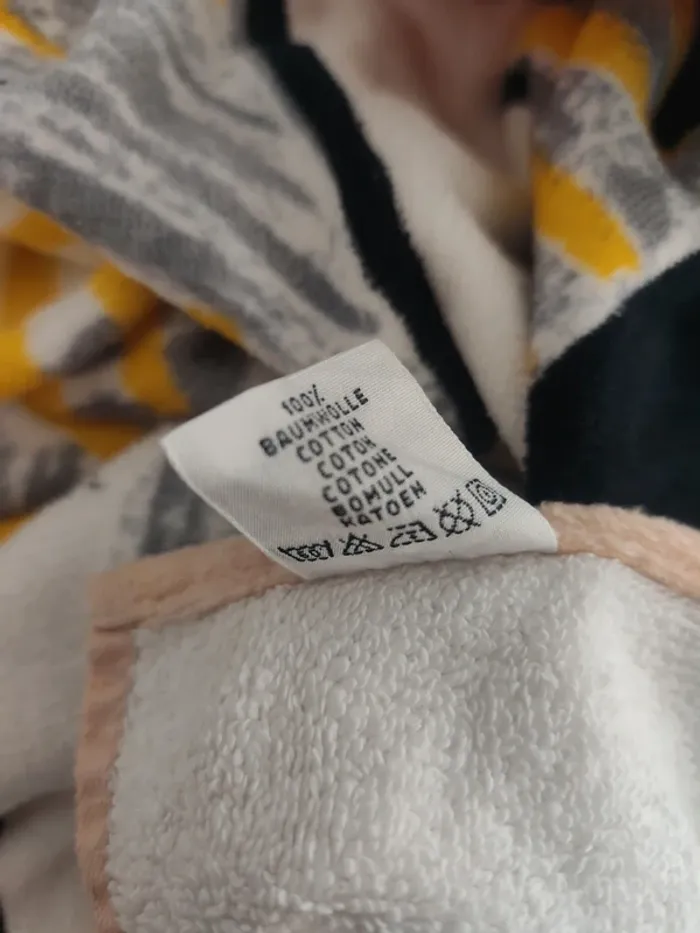 100%
BAUMWOLLE
COTTON
COTON
COTONE
BOMULL
KATOEN